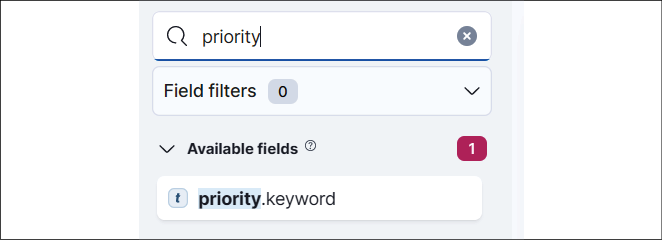 priority
Field filters 0
Available fields ? 1
t priority.keyword